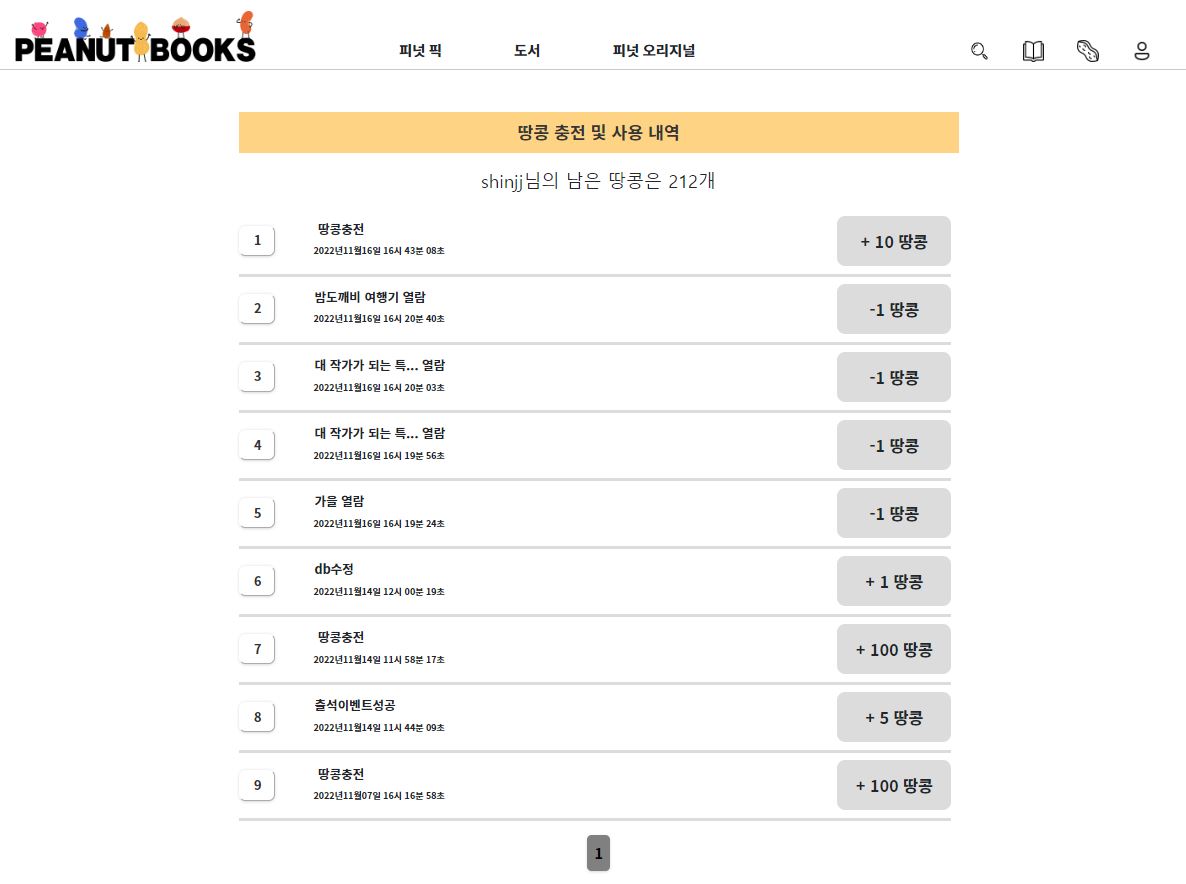 PEANUT BOOKS
피넛 픽
도서
피넛 오리지널
땅콩 충전 및 사용 내역
shinjj님의 남은 땅콩은 212개
1
땅콩충전
2022년11월16일 16시 43분 08초
+ 10 땅콩
2
밤도깨비 여행기 열람
2022년11월16일 16시 20분 40초
-1 땅콩
3
대 작가가 되는 특... 열람
2022년11월16일 16시 20분 03초
-1 땅콩
4
대 작가가 되는 특... 열람
2022년11월16일 16시 19분 56초
-1 땅콩
5
가을 열람
2022년11월16일 16시 19분 24초
-1 땅콩
6
db수정
2022년11월14일 12시 00분 19초
+ 1 땅콩
7
땅콩충전
2022년11월14일 11시 58분 17초
+ 100 땅콩
8
출석이벤트성공
2022년11월14일 11시 44분 09초
+ 5 땅콩
9
땅콩충전
2022년11월07일 16시 16분 58초
+ 100 땅콩
1